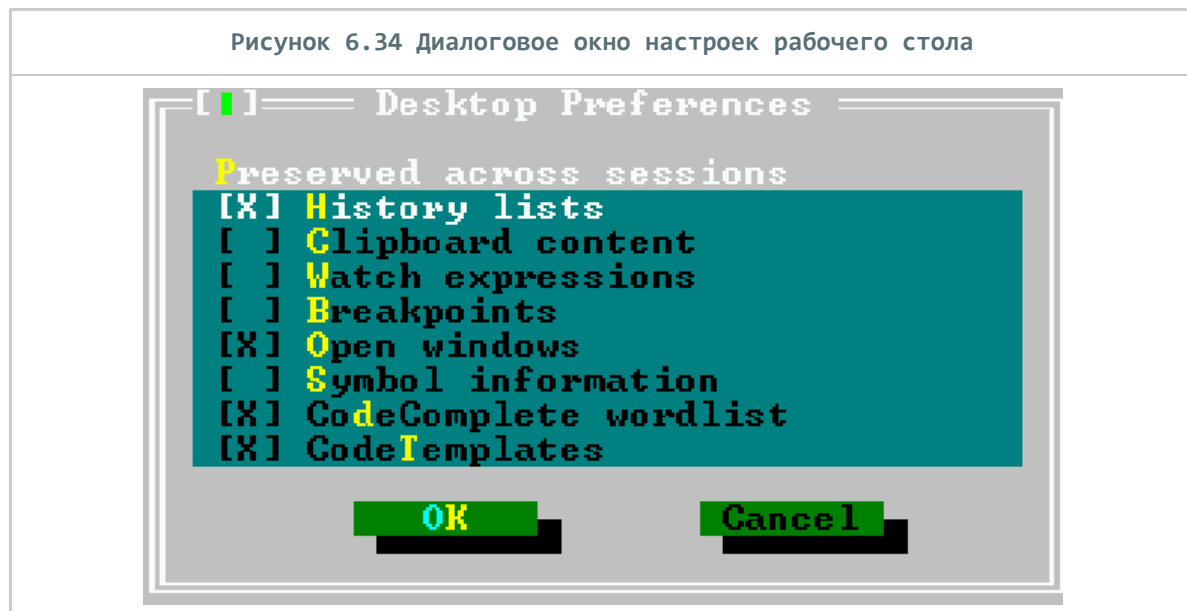 Рисунок 6.34 Диалоговое окно настроек рабочего стола
[▮] Desktop Preferences
Preserved across sessions
[X] History lists
[ ] Clipboard content
[ ] Watch expressions
[ ] Breakpoints
[X] Open windows
[ ] Symbol information
[X] CodeComplete wordlist
[X] CodeTemplates
OK Cancel